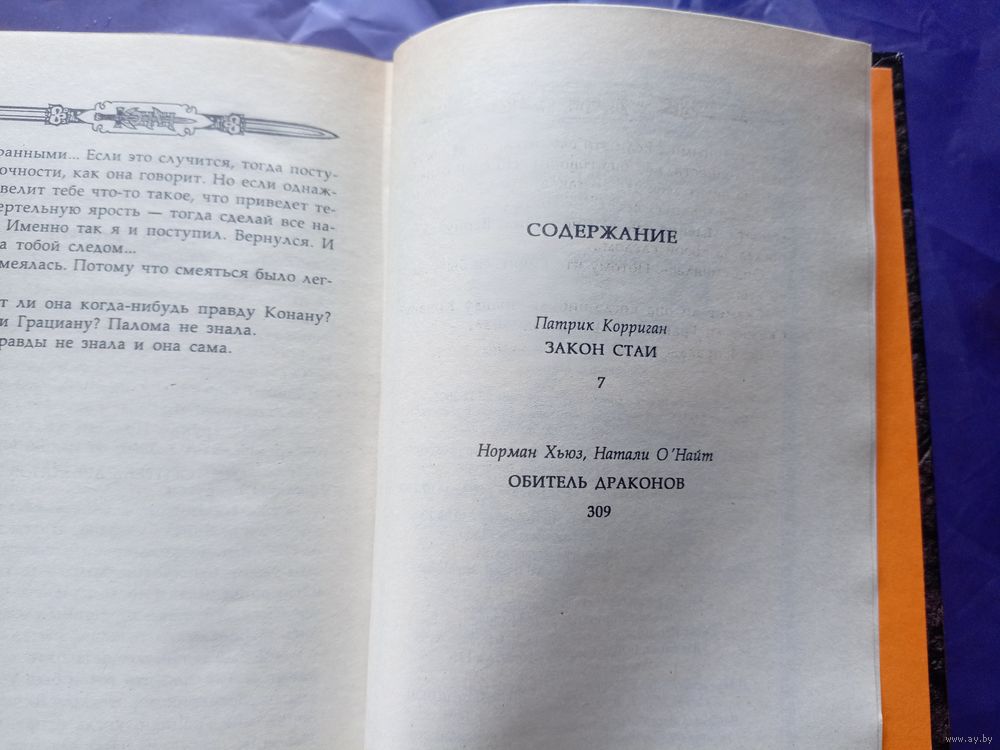 ранными... Если это случится, тогда посту-
очности, как она говорит. Но если однаж-
велит тебе что-то такое, что приведет те-
ертельную ярость — тогда сделай все на-
Именно так я и поступил. Вернулся. И
а тобой следом...
меялась. Потому что смеяться было лег-
т ли она когда-нибудь правду Конану?
и Грациану? Палома не знала.
равды не знала и она сама.
СОДЕРЖАНИЕ
Патрик Корриган
ЗАКОН СТАИ
7
Норман Хьюз, Натали О'Найт
ОБИТЕЛЬ ДРАКОНОВ
309
www.ay.by